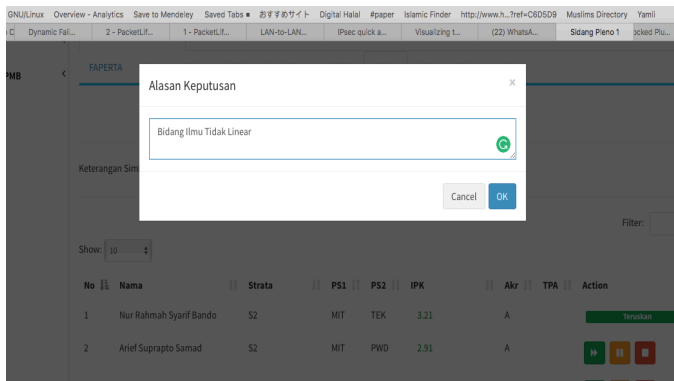 GNU/Linux Overview - Analytics Save to Mendeley Saved Tabs おすすめサイト Digital Halal #paper Islamic Finder http://www.h...?ref=C6D5D9 Muslims Directory Yamli
Dynamic Fail... 2 - PacketLif... 1 - PacketLif... LAN-to-LAN... IPsec quick a... Visualizing t... (22) WhatsA... Sidang Pleno 1 ocked Plu...
PMB
FAPERTA
Alasan Keputusan
Bidang Ilmu Tidak Linear
Keterangan Sim
Cancel OK
Filter:
Show: 10
No Nama Strata PS1 PS2 IPK Akr TPA Action
1 Nur Rahmah Syarif Bando S2 MIT TEK 3.21 A Teruskan
2 Arief Suprapto Samad S2 MIT PWD 2.91 A